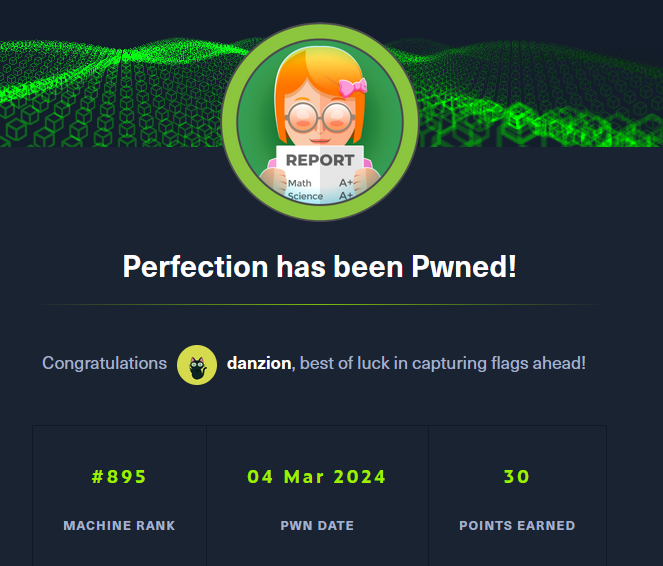 REPORT
Math A+
Science A+
Perfection has been Pwned!
Congratulations danzion, best of luck in capturing flags ahead!
#895 04 Mar 2024 30
MACHINE RANK PWN DATE POINTS EARNED